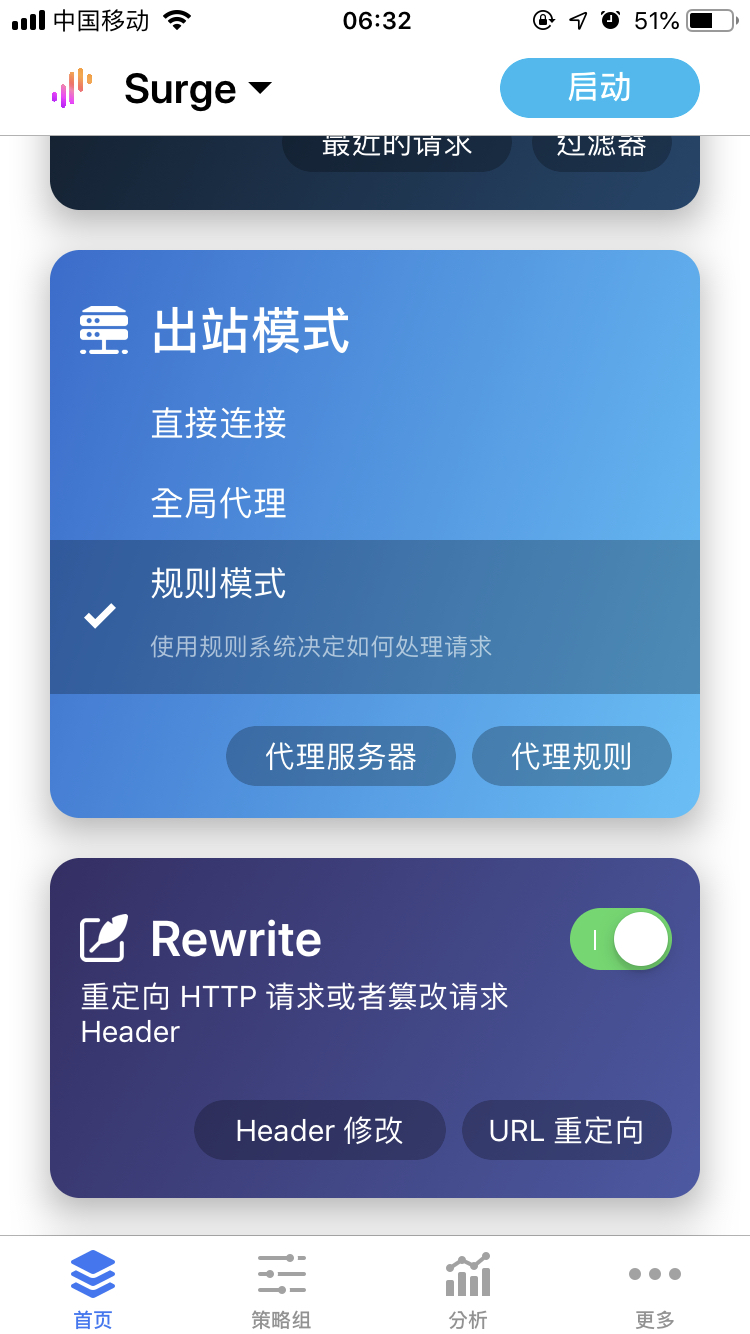 中国移动 06:32 51%
Surge 启动
最近的请求 过滤器
出站模式
直接连接
全局代理
规则模式
使用规则系统决定如何处理请求
代理服务器 代理规则
Rewrite
重定向 HTTP 请求或者篡改请求
Header
Header 修改 URL 重定向
首页 策略组 分析 更多